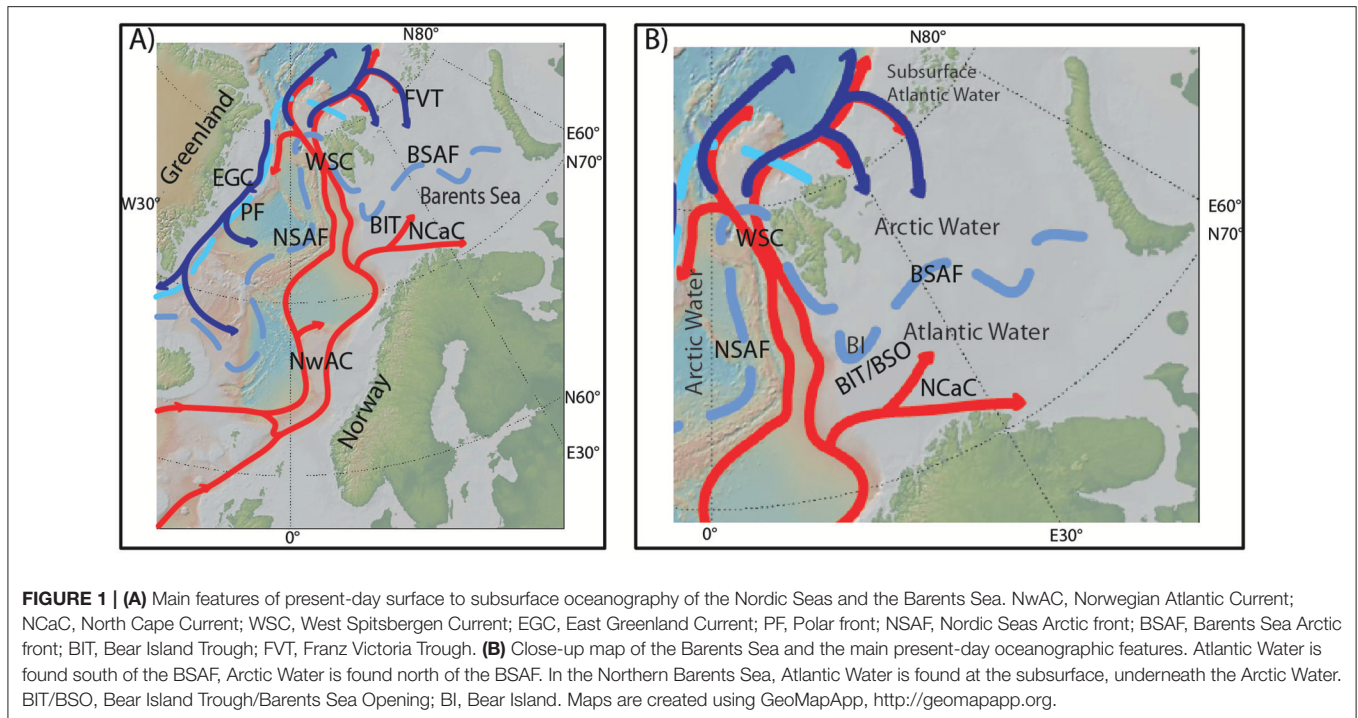 A)
N80°
Greenland
FVT
E60°
N70°
WSC
BSAF
EGC
W30°
Barents Sea
PF
BIT
NCaC
NSAF
NwAC
Norway
N60°
E30°
0°
B)
N80°
Subsurface
Atlantic Water
E60°
N70°
WSC
Arctic Water
BSAF
Arctic Water
Atlantic Water
BI
NSAF
BIT/BSO
NCaC
0°
E30°
FIGURE 1 | (A) Main features of present-day surface to subsurface oceanography of the Nordic Seas and the Barents Sea. NwAC, Norwegian Atlantic Current;
NCaC, North Cape Current; WSC, West Spitsbergen Current; EGC, East Greenland Current; PF, Polar front; NSAF, Nordic Seas Arctic front; BSAF, Barents Sea Arctic
front; BIT, Bear Island Trough; FVT, Franz Victoria Trough. (B) Close-up map of the Barents Sea and the main present-day oceanographic features. Atlantic Water is
found south of the BSAF, Arctic Water is found north of the BSAF. In the Northern Barents Sea, Atlantic Water is found at the subsurface, underneath the Arctic Water.
BIT/BSO, Bear Island Trough/Barents Sea Opening; BI, Bear Island. Maps are created using GeoMapApp, http://geomapapp.org.